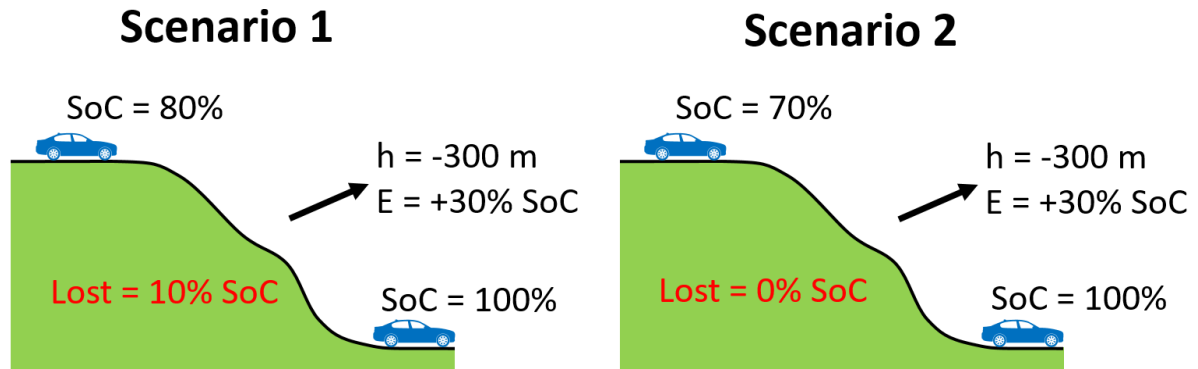 Scenario 1
SoC = 80%
h = -300 m
E = +30% SoC
Lost = 10% SoC
SoC = 100%
Scenario 2
SoC = 70%
h = -300 m
E = +30% SoC
Lost = 0% SoC
SoC = 100%